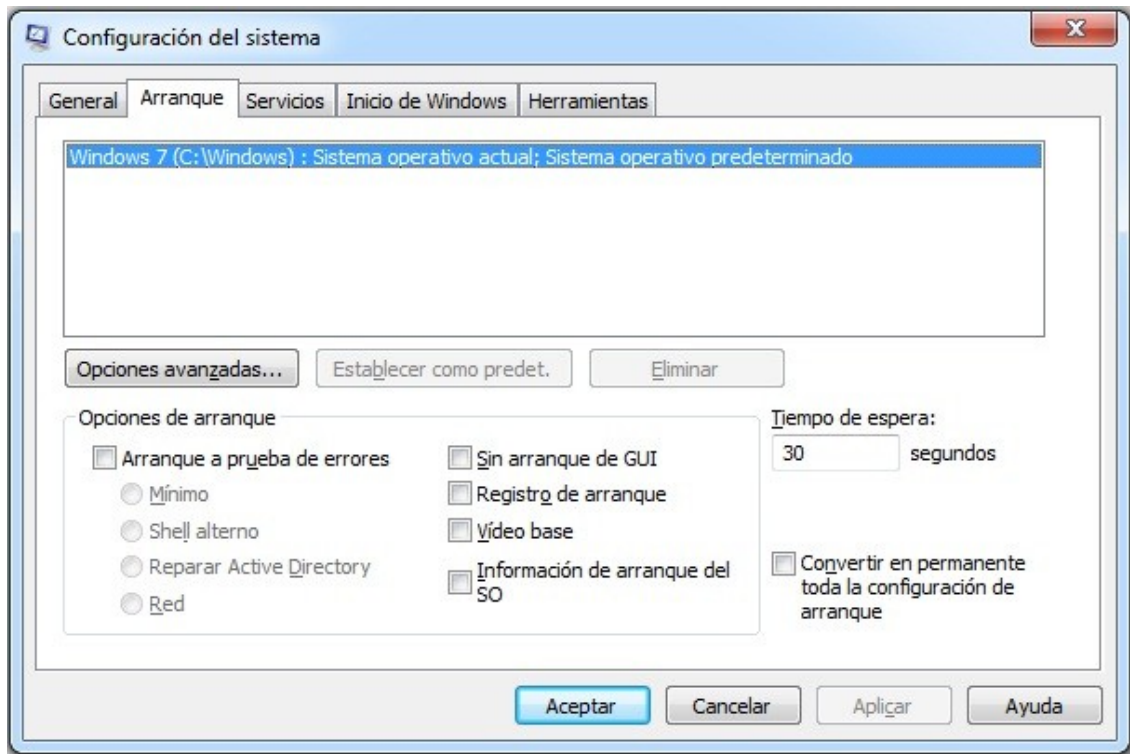 Configuración del sistema
General
Arranque
Servicios
Inicio de Windows
Herramientas
Windows 7 (C:\Windows) : Sistema operativo actual; Sistema operativo predeterminado
Opciones avanzadas...
Establecer como predet.
Eliminar
Opciones de arranque
Arranque a prueba de errores
Mínimo
Shell alterno
Reparar Active Directory
Red
Sin arranque de GUI
Registro de arranque
Vídeo base
Información de arranque del
SO
Tiempo de espera:
30 segundos
Convertir en permanente
toda la configuración de
arranque
Aceptar
Cancelar
Aplicar
Ayuda